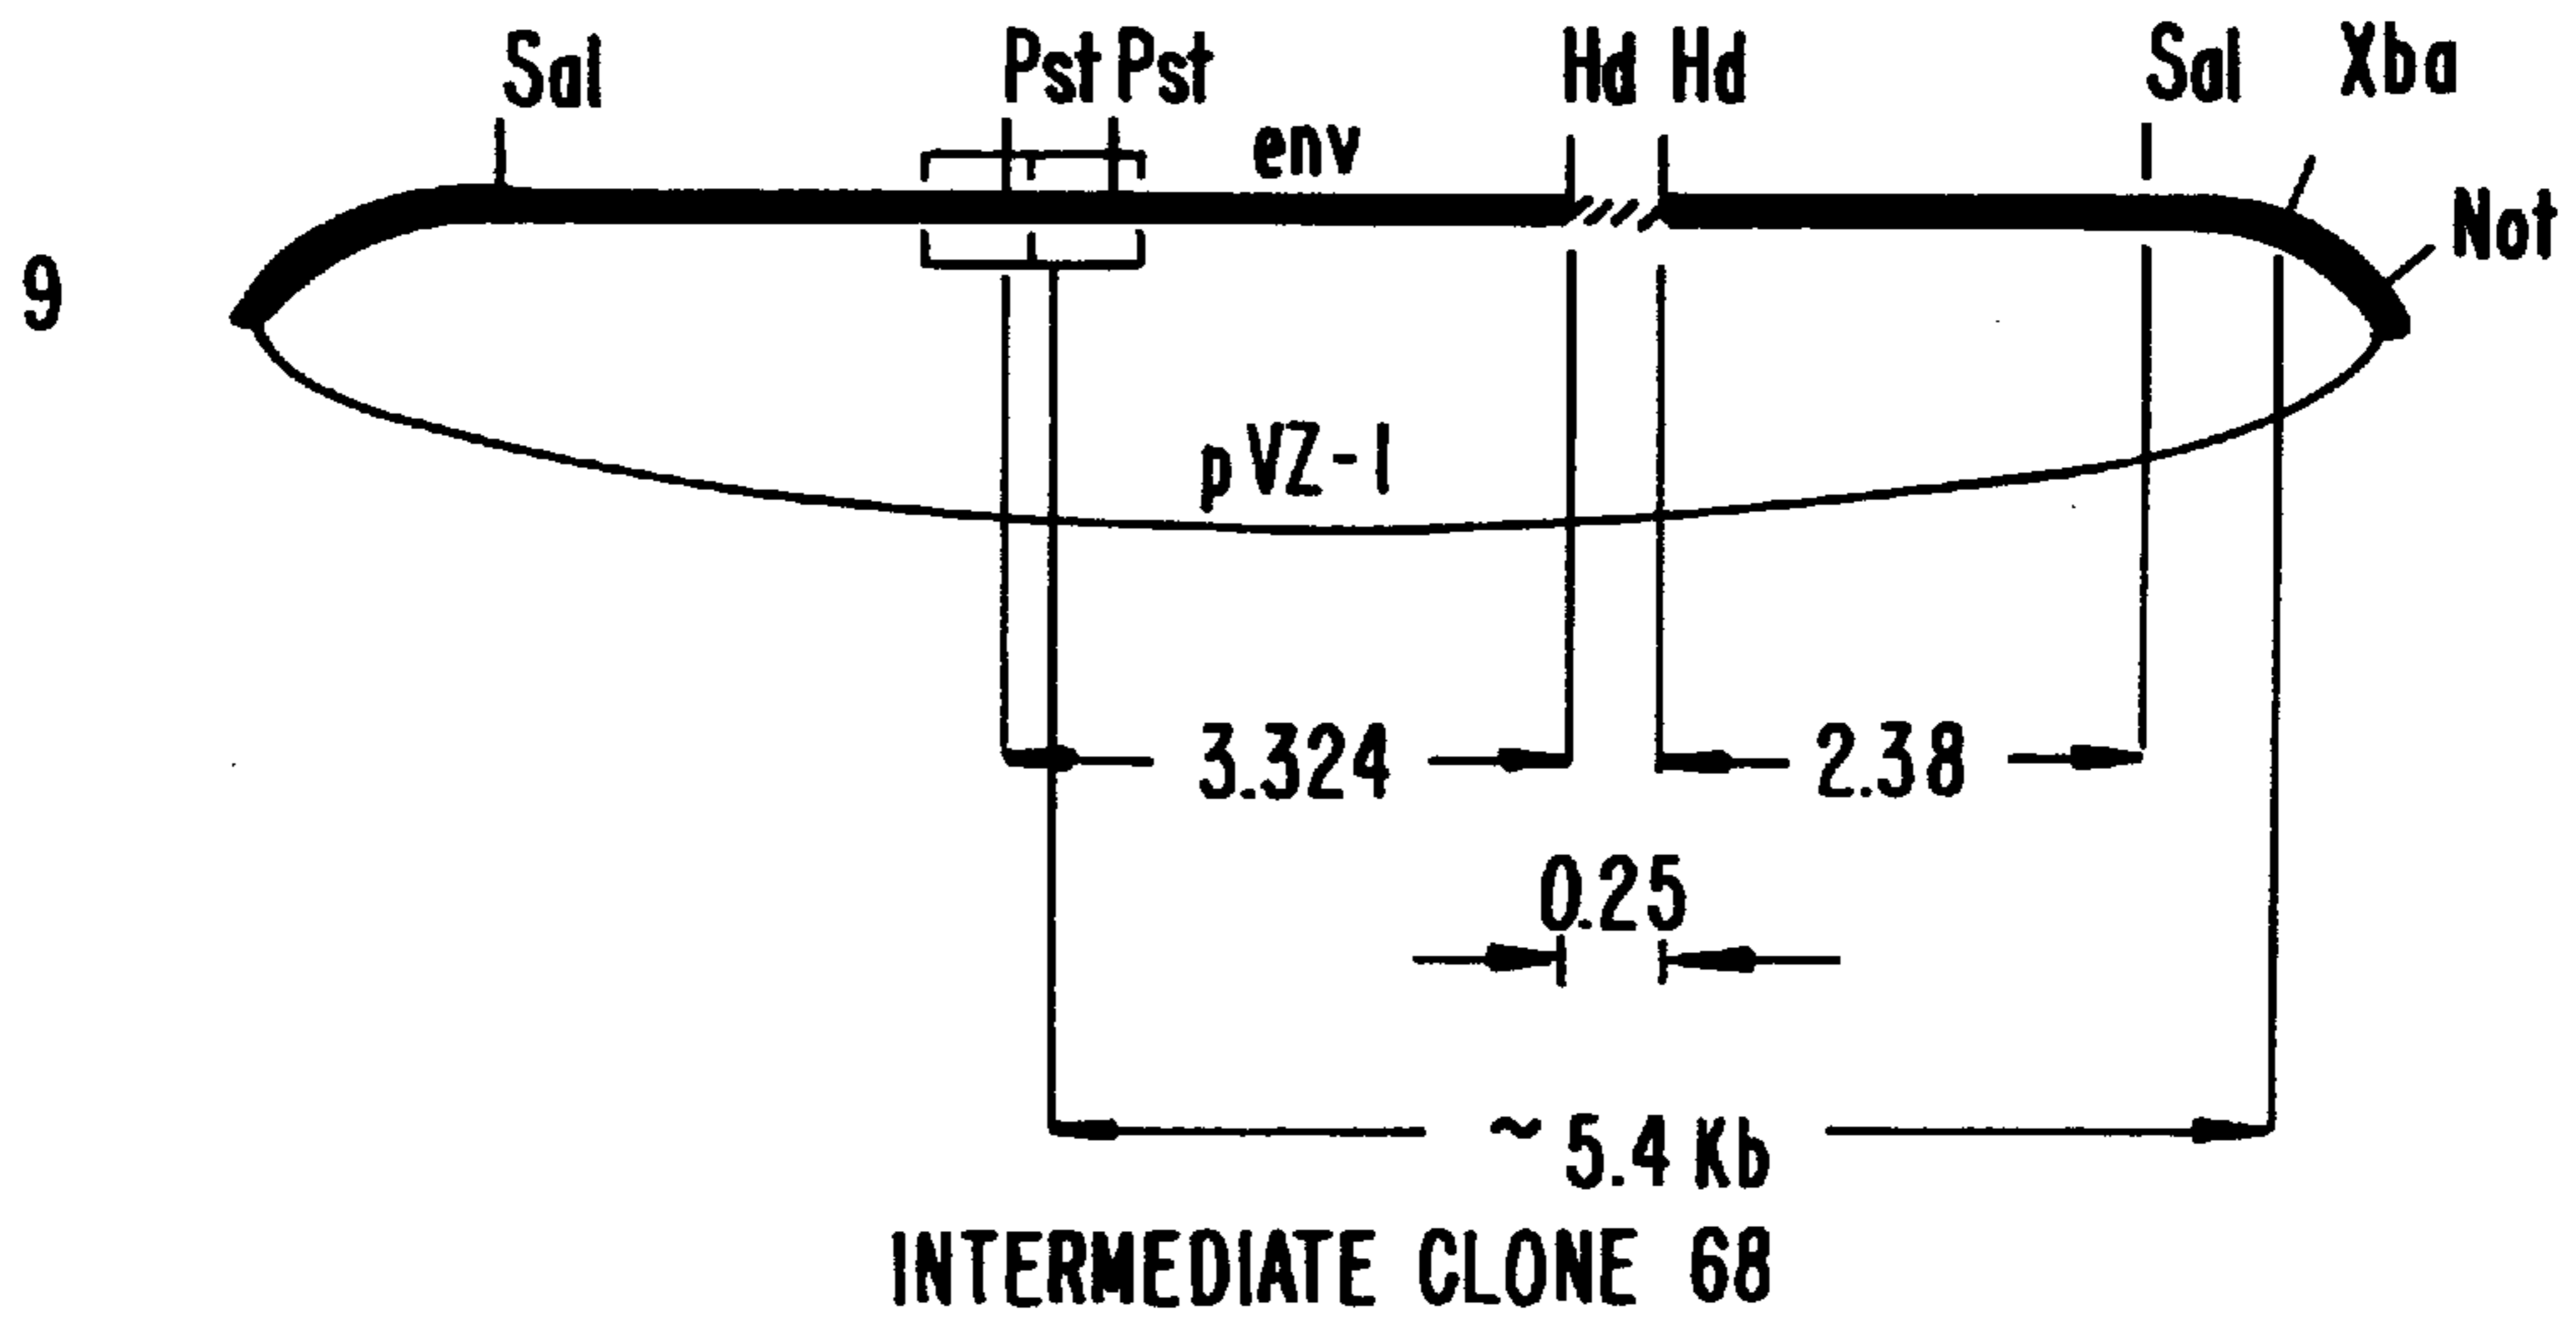 Sal Pst Pst Hd Hd Sal Xba
env
Not
9
pVZ-1
3.324 2.38
0.25
~5.4 Kb
INTERMEDIATE CLONE 68